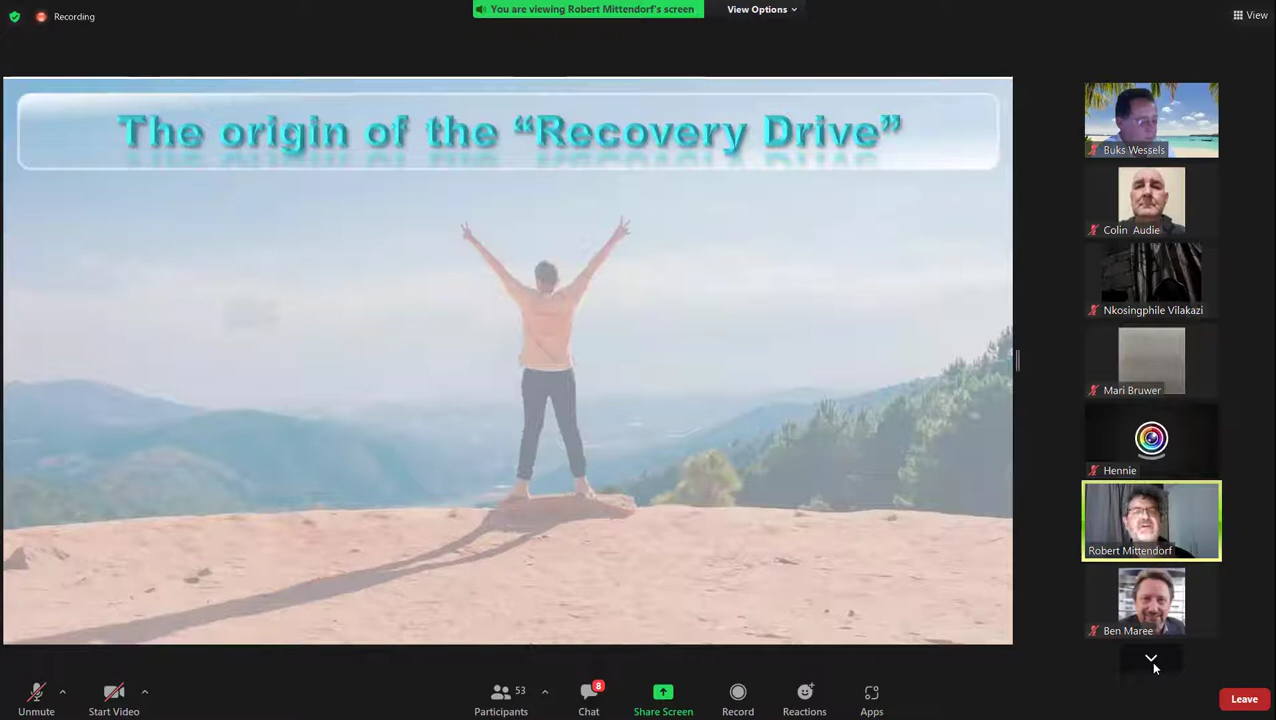 Recording
You are viewing Robert Mittendorf's screen
View Options
View
The origin of the “Recovery Drive”
Buks Wessels
Colin Audie
Nkosingphile Vilakazi
Mari Bruwer
Hennie
Robert Mittendorf
Ben Maree
Unmute
Start Video
53
Participants
8
Chat
Share Screen
Record
Reactions
Apps
Leave